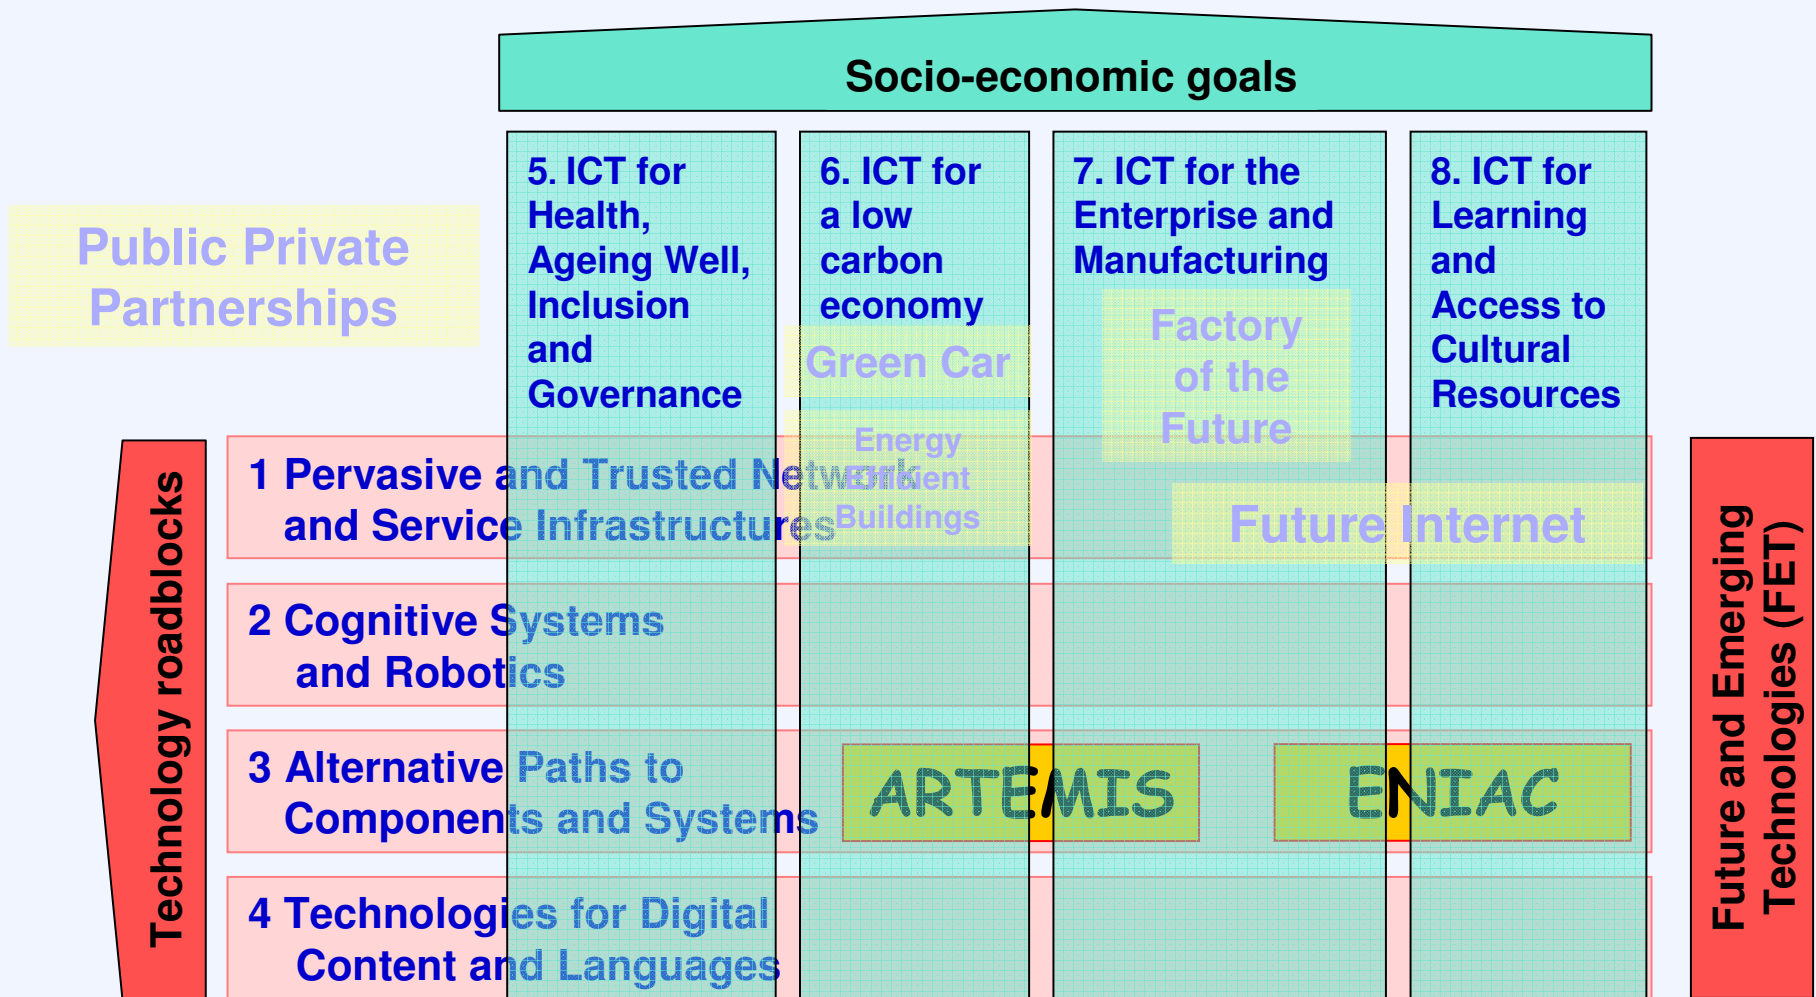 Socio-economic goals
5. ICT for
Health,
Ageing Well,
Inclusion
and
Governance
6. ICT for
a low
carbon
economy
7. ICT for the
Enterprise and
Manufacturing
8. ICT for
Learning
and
Access to
Cultural
Resources
Public Private
Partnerships
Green Car
Energy
Efficient
Buildings
Factory
of the
Future
Future Internet
Technology roadblocks
1 Pervasive and Trusted Network
and Service Infrastructures
2 Cognitive Systems
and Robotics
3 Alternative Paths to
Components and Systems
ARTEMIS
ENIAC
4 Technologies for Digital
Content and Languages
Future and Emerging
Technologies (FET)